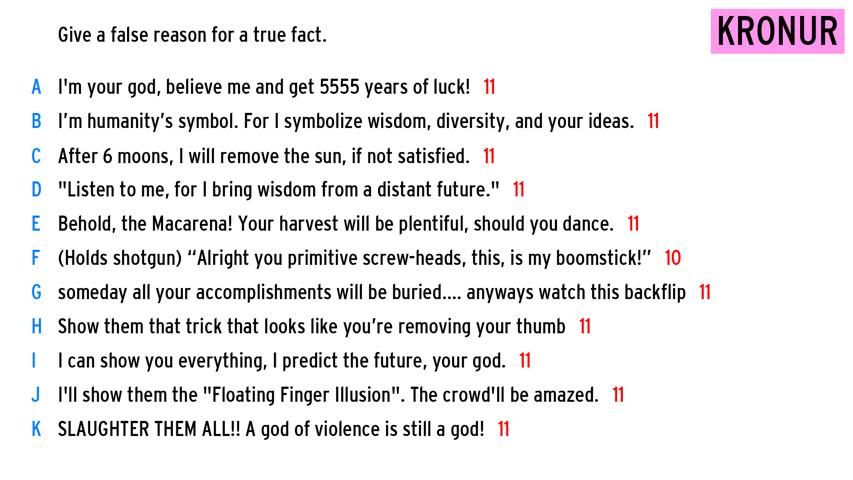 Give a false reason for a true fact.
KRONUR
A I'm your god, believe me and get 5555 years of luck! 11
B I’m humanity’s symbol. For I symbolize wisdom, diversity, and your ideas. 11
C After 6 moons, I will remove the sun, if not satisfied. 11
D "Listen to me, for I bring wisdom from a distant future." 11
E Behold, the Macarena! Your harvest will be plentiful, should you dance. 11
F (Holds shotgun) “Alright you primitive screw-heads, this, is my boomstick!” 10
G someday all your accomplishments will be buried.... anyways watch this backflip 11
H Show them that trick that looks like you’re removing your thumb 11
I I can show you everything, I predict the future, your god. 11
J I'll show them the "Floating Finger Illusion". The crowd'll be amazed. 11
K SLAUGHTER THEM ALL!! A god of violence is still a god! 11